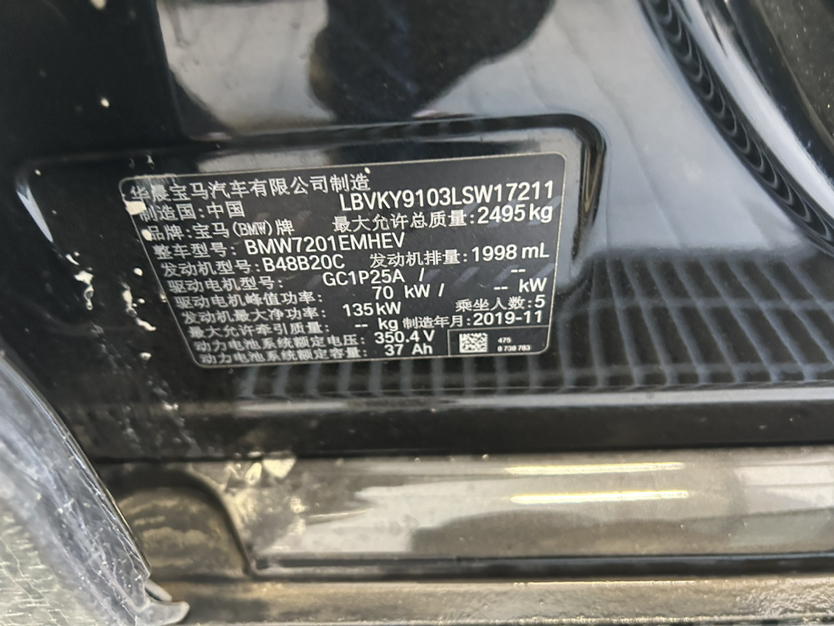 华晨宝马汽车有限公司制造
制造国:中国 LBVKY9103LSW17211
品牌:宝马(BMW)牌 最大允许总质量:2495kg
整车型号:BMW7201EMHEV
发动机型号:B48B20C 发动机排量:1998 mL
驱动电机型号: GC1P25A / --
驱动电机峰值功率: 70 kW / -- kW
发动机最大净功率: 135kW 乘坐人数:5
最大允许牵引质量: -- kg 制造年月:2019-11
动力电池系统额定电压: 350.4 V
动力电池系统额定容量: 37 Ah
475
0 738 783